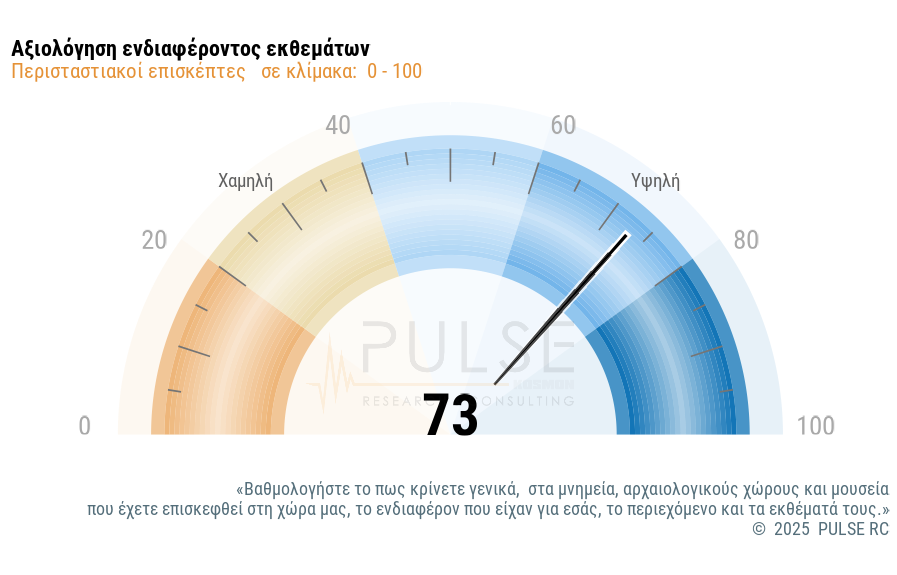 Αξιολόγηση ενδιαφέροντος εκθεμάτων
Περισταστιακοί επισκέπτες σε κλίμακα: 0 - 100
40
60
Χαμηλή
Υψηλή
20
80
PULSE
RESEARCH CONSULTING
73
0
100
«Βαθμολογήστε το πως κρίνετε γενικά, στα μνημεία, αρχαιολογικούς χώρους και μουσεία
που έχετε επισκεφθεί στη χώρα μας, το ενδιαφέρον που είχαν για εσάς, το περιεχόμενο και τα εκθέματά τους.»
© 2025 PULSE RC